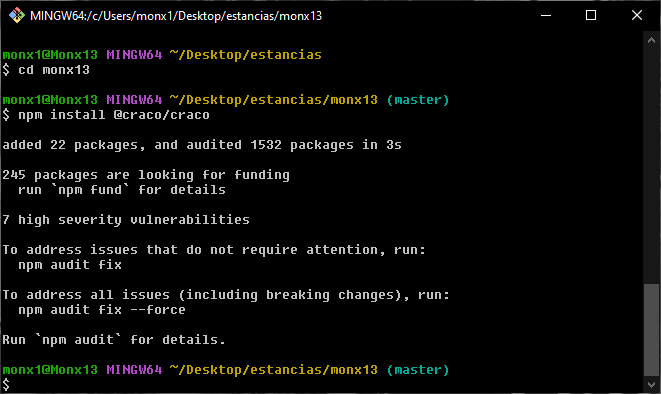 MINGW64:/c/Users/monx1/Desktop/estancias/monx13
monx1@Monx13 MINGW64 ~/Desktop/estancias
$ cd monx13
monx1@Monx13 MINGW64 ~/Desktop/estancias/monx13 (master)
$ npm install @craco/craco
added 22 packages, and audited 1532 packages in 3s
245 packages are looking for funding
  run `npm fund` for details
7 high severity vulnerabilities
To address issues that do not require attention, run:
  npm audit fix
To address all issues (including breaking changes), run:
  npm audit fix --force
Run `npm audit` for details.
monx1@Monx13 MINGW64 ~/Desktop/estancias/monx13 (master)
$